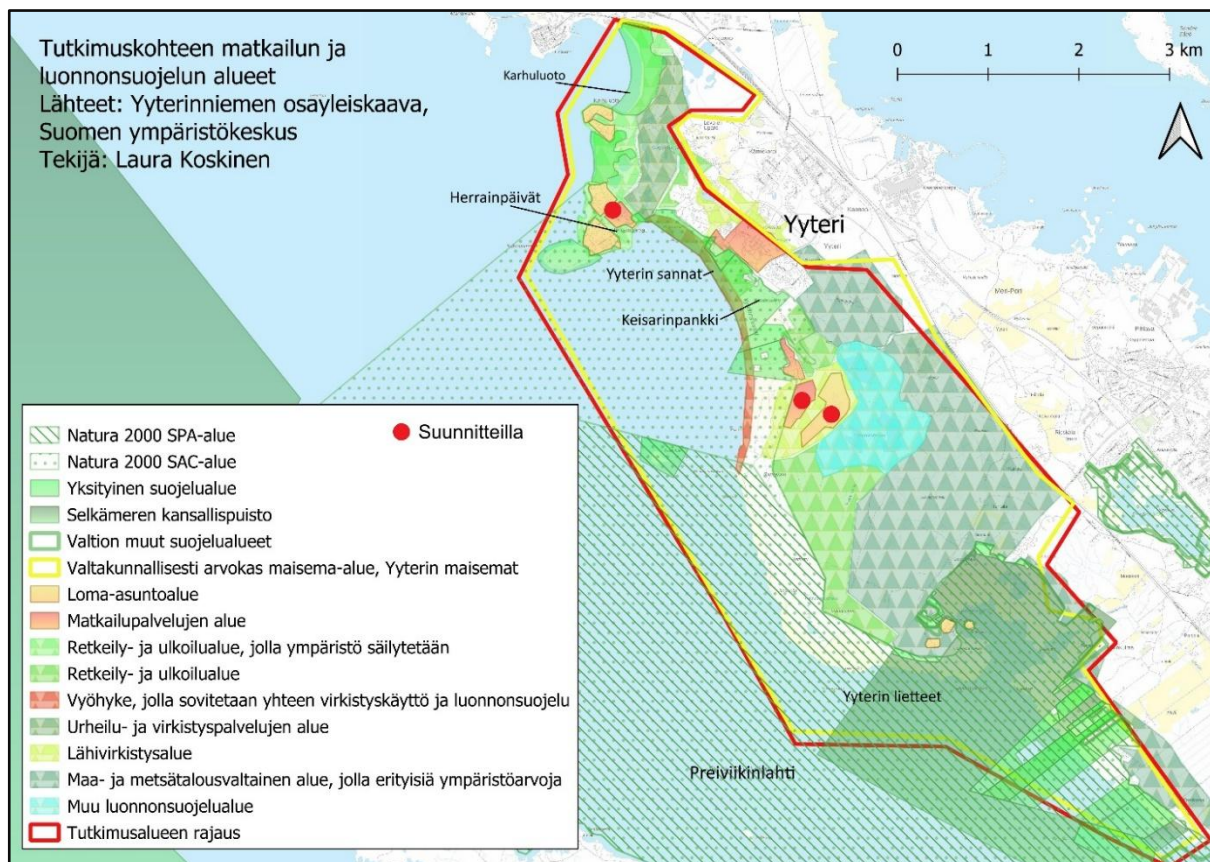 Tutkimuskohteen matkailun ja
luonnonsuojelun alueet
Lähteet: Yyterinniemen osayleiskaava,
Suomen ympäristökeskus
Tekijä: Laura Koskinen
0 1 2 3 km
Karhuluoto
Herrainpäivät
Yyteri
Yyterin sannat
Keisarinpankki
Yyterin lietteet
Preiviikinlahti
Natura 2000 SPA-alue
Suunnitteilla
Natura 2000 SAC-alue
Yksityinen suojelualue
Selkämeren kansallispuisto
Valtion muut suojelualueet
Valtakunnallisesti arvokas maisema-alue, Yyterin maisemat
Loma-asuntoalue
Matkailupalvelujen alue
Retkeily- ja ulkoilualue, jolla ympäristö säilytetään
Retkeily- ja ulkoilualue
Vyöhyke, jolla sovitetaan yhteen virkistyskäyttö ja luonnonsuojelu
Urheilu- ja virkistyspalvelujen alue
Lähivirkistysalue
Maa- ja metsätalousvaltainen alue, jolla erityisiä ympäristöarvoja
Muu luonnonsuojelualue
Tutkimusalueen rajaus